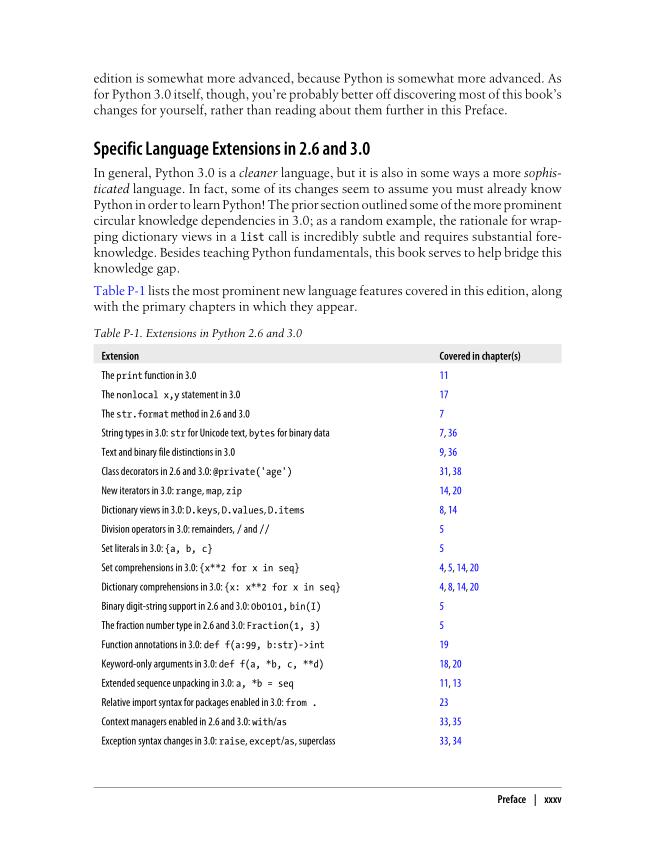 edition is somewhat more advanced, because Python is somewhat more advanced. As
for Python 3.0 itself, though, you're probably better off discovering most of this book's
changes for yourself, rather than reading about them further in this Preface.
Specific Language Extensions in 2.6 and 3.0
In general, Python 3.0 is a cleaner language, but it is also in some ways a more sophis-
ticated language. In fact, some of its changes seem to assume you must already know
Python in order to learn Python! The prior section outlined some of the more prominent
circular knowledge dependencies in 3.0; as a random example, the rationale for wrap-
ping dictionary views in a list call is incredibly subtle and requires substantial fore-
knowledge. Besides teaching Python fundamentals, this book serves to help bridge this
knowledge gap.
Table P-1 lists the most prominent new language features covered in this edition, along
with the primary chapters in which they appear.
Table P-1. Extensions in Python 2.6 and 3.0
Extension Covered in chapter(s)
The print function in 3.0 11
The nonlocal x,y statement in 3.0 17
The str.format method in 2.6 and 3.0 7
String types in 3.0: str for Unicode text, bytes for binary data 7, 36
Text and binary file distinctions in 3.0 9, 36
Class decorators in 2.6 and 3.0: @private('age') 31, 38
New iterators in 3.0: range, map, zip 14, 20
Dictionary views in 3.0: D.keys, D.values, D.items 8, 14
Division operators in 3.0: remainders, / and // 5
Set literals in 3.0: {a, b, c} 5
Set comprehensions in 3.0: {x**2 for x in seq} 4, 5, 14, 20
Dictionary comprehensions in 3.0: {x: x**2 for x in seq} 4, 8, 14, 20
Binary digit-string support in 2.6 and 3.0: 0b0101, bin(I) 5
The fraction number type in 2.6 and 3.0: Fraction(1, 3) 5
Function annotations in 3.0: def f(a:99, b:str)->int 19
Keyword-only arguments in 3.0: def f(a, *b, c, **d) 18, 20
Extended sequence unpacking in 3.0: a, *b = seq 11, 13
Relative import syntax for packages enabled in 3.0: from . 23
Context managers enabled in 2.6 and 3.0: with/as 33, 35
Exception syntax changes in 3.0: raise, except/as, superclass 33, 34
Preface | xxxv